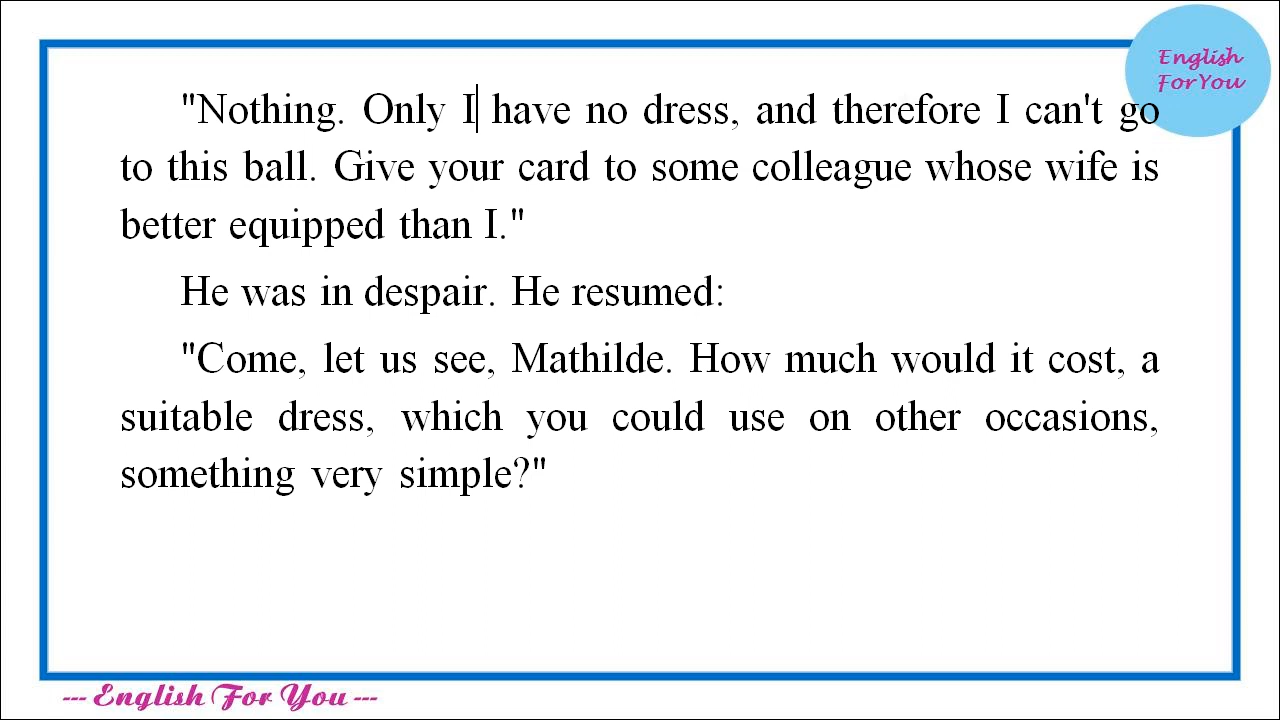 English
ForYou
"Nothing. Only I have no dress, and therefore I can't go
to this ball. Give your card to some colleague whose wife is
better equipped than I."
He was in despair. He resumed:
"Come, let us see, Mathilde. How much would it cost, a
suitable dress, which you could use on other occasions,
something very simple?"
--- English For You ---